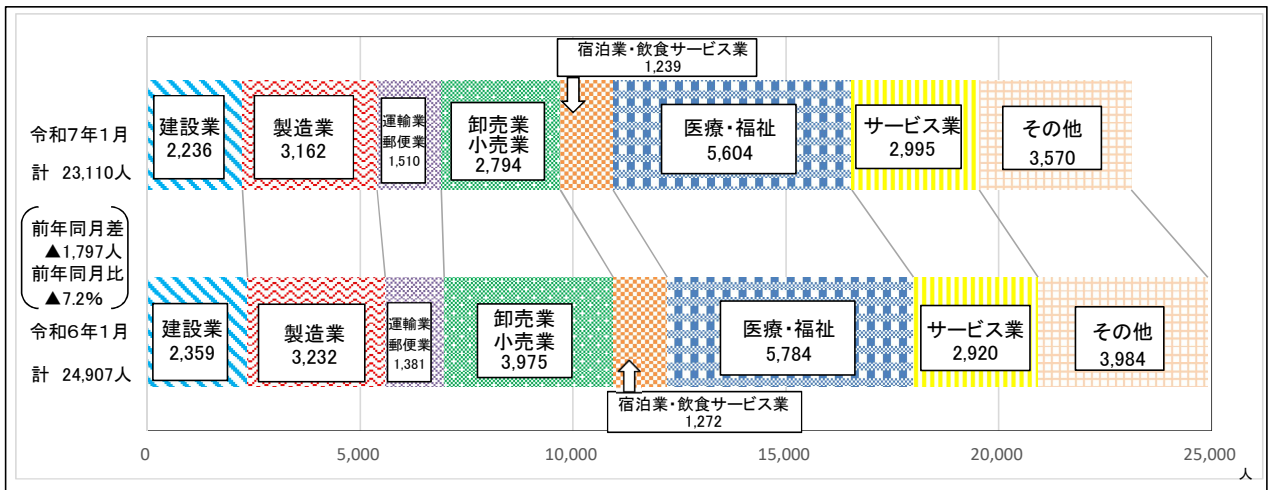 宿泊業・飲食サービス業
1,239
令和7年1月
計 23,110人
建設業
2,236
製造業
3,162
運輸業
郵便業
1,510
卸売業
小売業
2,794
医療・福祉
5,604
サービス業
2,995
その他
3,570
前年同月差
▲1,797人
前年同月比
▲7.2%
令和6年1月
計 24,907人
建設業
2,359
製造業
3,232
運輸業
郵便業
1,381
卸売業
小売業
3,975
医療・福祉
5,784
サービス業
2,920
その他
3,984
宿泊業・飲食サービス業
1,272
0 5,000 10,000 15,000 20,000 25,000
人